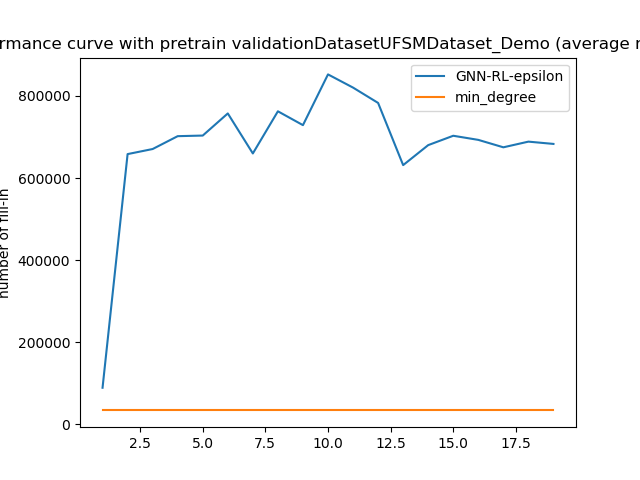 rmance curve with pretrain validationDatasetUFSMDataset_Demo (average
GNN-RL-epsilon
min_degree
number of fill-in
800000
600000
400000
200000
0
2.5 5.0 7.5 10.0 12.5 15.0 17.5